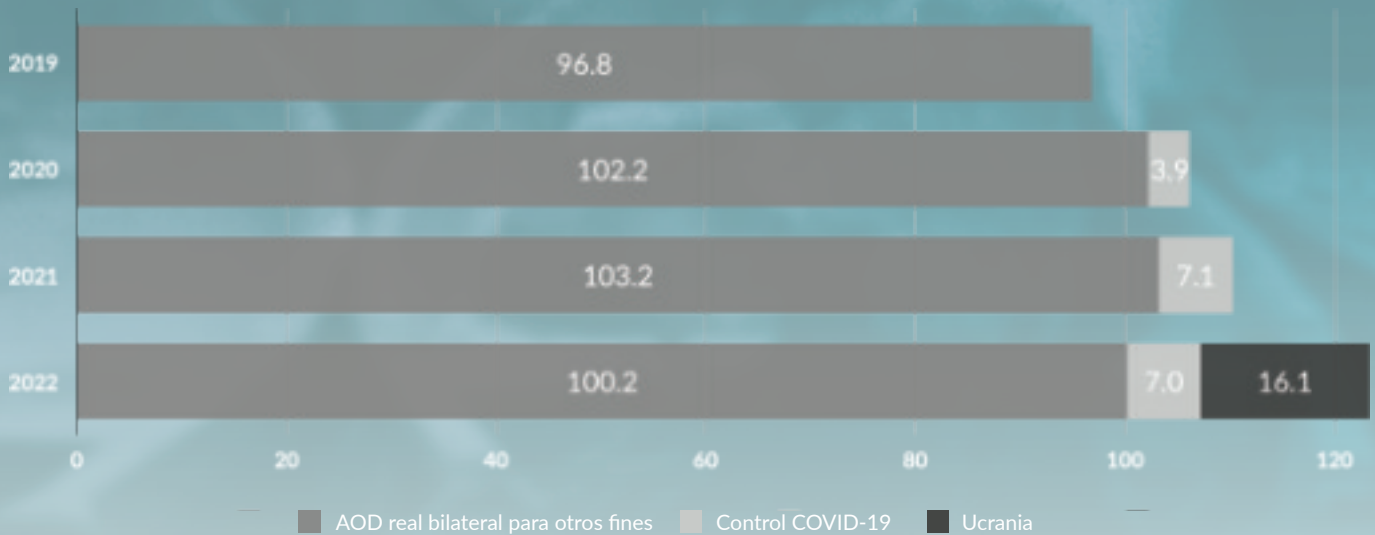 2019 96.8
2020 102.2 3.9
2021 103.2 7.1
2022 100.2 7.0 16.1
0 20 40 60 80 100 120
AOD real bilateral para otros fines Control COVID-19 Ucrania